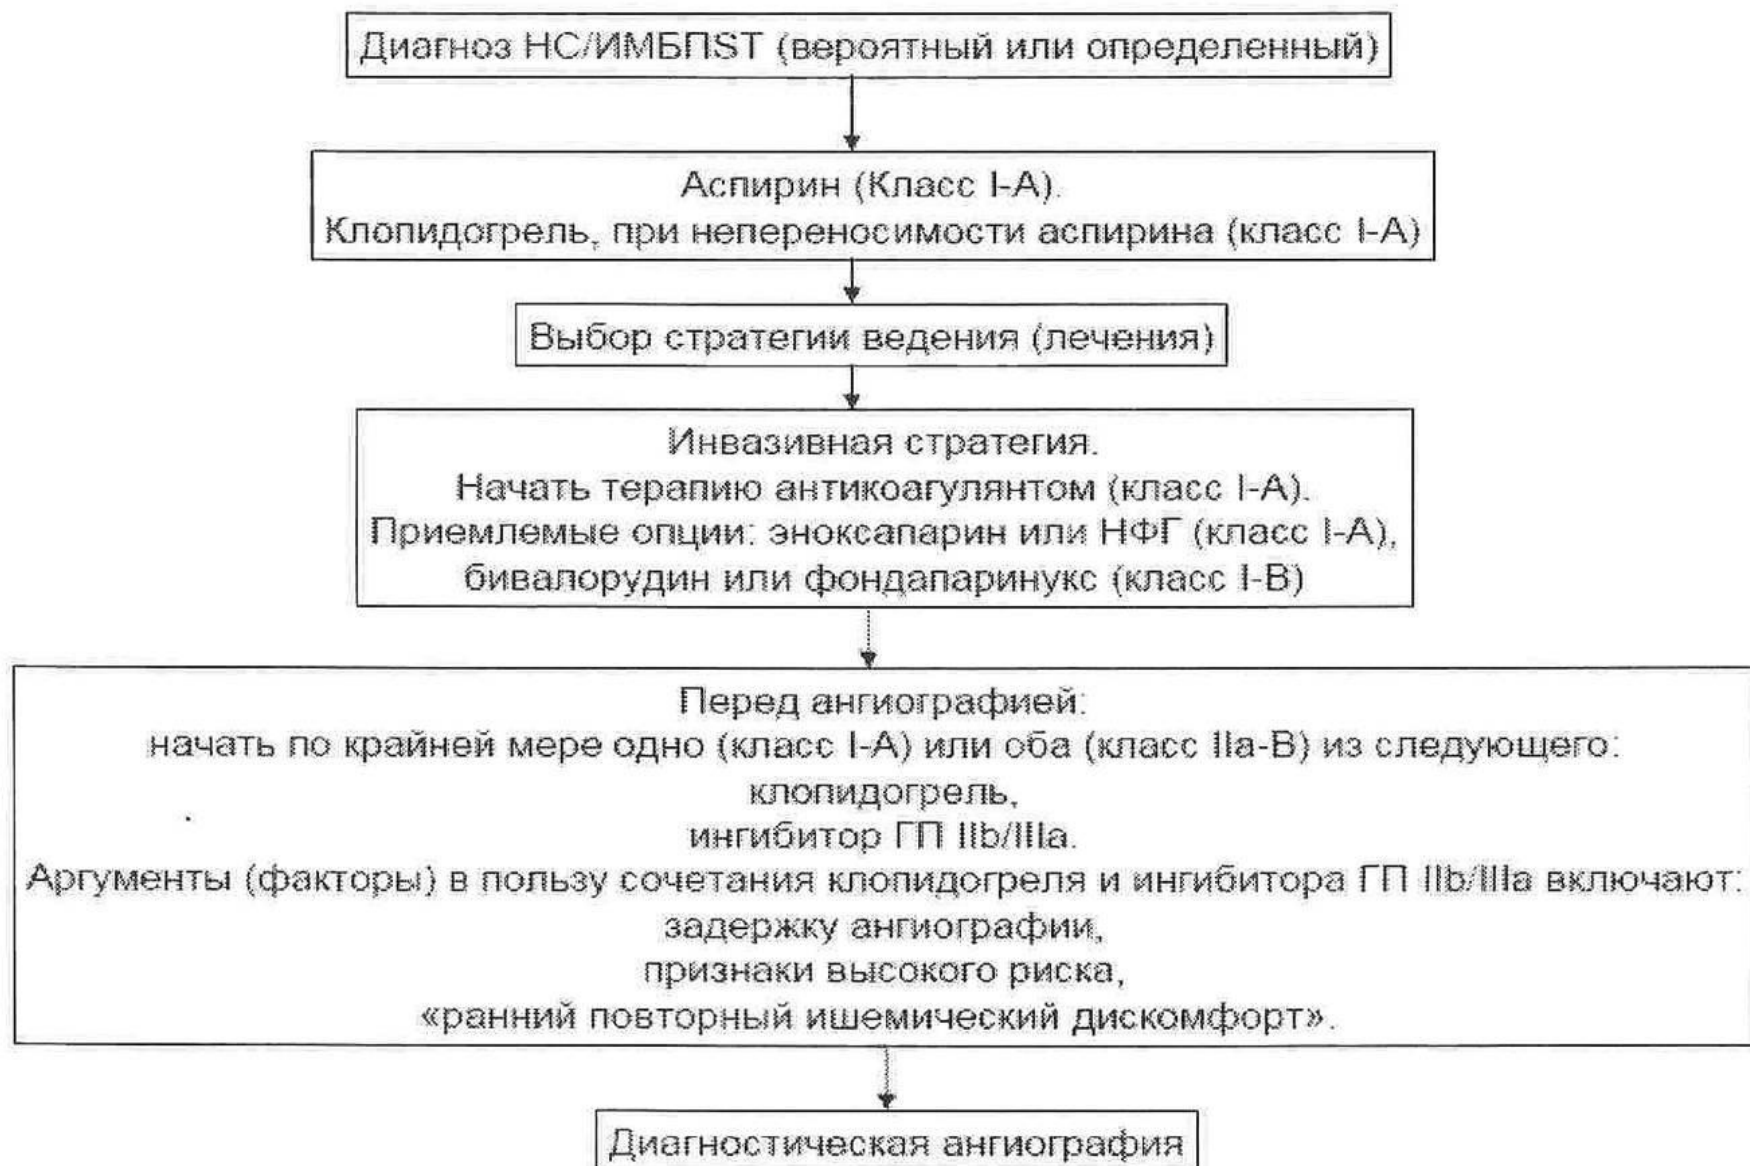 Диагноз НС/ИМБПST (вероятный или определенный)
Аспирин (Класс I-A).
Клопидогрель, при непереносимости аспирина (класс I-A)
Выбор стратегии ведения (лечения)
Инвазивная стратегия.
Начать терапию антикоагулянтом (класс I-A).
Приемлемые опции: эноксапарин или НФГ (класс I-A),
бивалорудин или фондапаринукс (класс I-B)
Перед ангиографией:
начать по крайней мере одно (класс I-A) или оба (класс IIa-B) из следующего:
клопидогрель,
ингибитор ГП IIb/IIIa.
Аргументы (факторы) в пользу сочетания клопидогреля и ингибитора ГП IIb/IIIa включают:
задержку ангиографии,
признаки высокого риска,
«ранний повторный ишемический дискомфорт».
Диагностическая ангиография